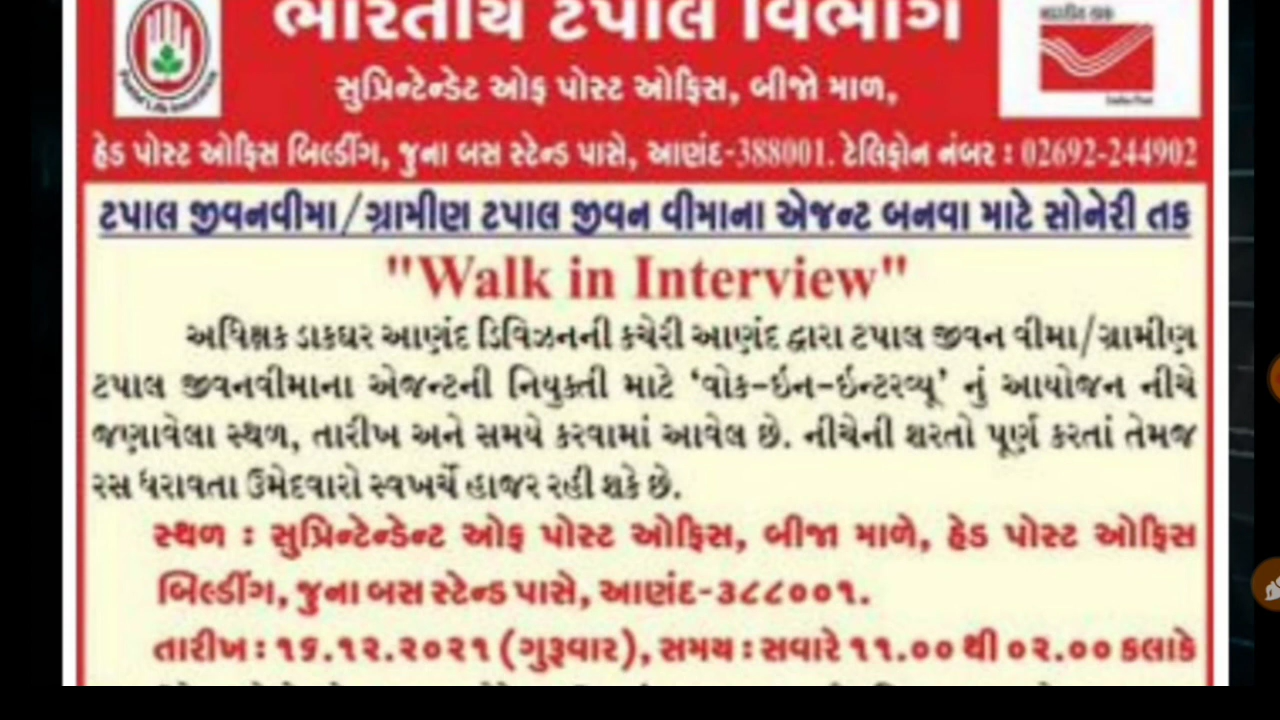 ભારતીય ટપાલ વિભાગ
સુપ્રિન્ટેન્ડેટ ઓફ પોસ્ટ ઓફિસ, બીજો માળ,
હેડ પોસ્ટ ઓફિસ બિલ્ડીંગ, જુના બસ સ્ટેન્ડ પાસે, આણંદ-388001. ટેલિફોન નંબર : 02692-244902
ટપાલ જીવનવીમા/ગ્રામીણ ટપાલ જીવન વીમાના એજન્ટ બનવા માટે સોનેરી તક
"Walk in Interview"
અધિક્ષક ડાકઘર આણંદ ડિવિઝનની કચેરી આણંદ દ્વારા ટપાલ જીવન વીમા/ગ્રામીણ
ટપાલ જીવનવીમાના એજન્ટની નિયુક્તી માટે ‘વોક-ઇન-ઇન્ટરવ્યૂ’ નું આયોજન નીચે
જણાવેલા સ્થળ, તારીખ અને સમયે કરવામાં આવેલ છે. નીચેની શરતો પૂર્ણ કરતાં તેમજ
રસ ધરાવતા ઉમેદવારો સ્વખર્ચે હાજર રહી શકે છે.
સ્થળ : સુપ્રિન્ટેન્ડેન્ટ ઓફ પોસ્ટ ઓફિસ, બીજા માળે, હેડ પોસ્ટ ઓફિસ
બિલ્ડીંગ, જુના બસ સ્ટેન્ડ પાસે, આણંદ-૩૮૮૦૦૧.
તારીખ : ૧૬.૧૨.૨૦૨૧ (ગુરૂવાર), સમય : સવારે ૧૧.૦૦ થી ૦૨.૦૦ કલાકે